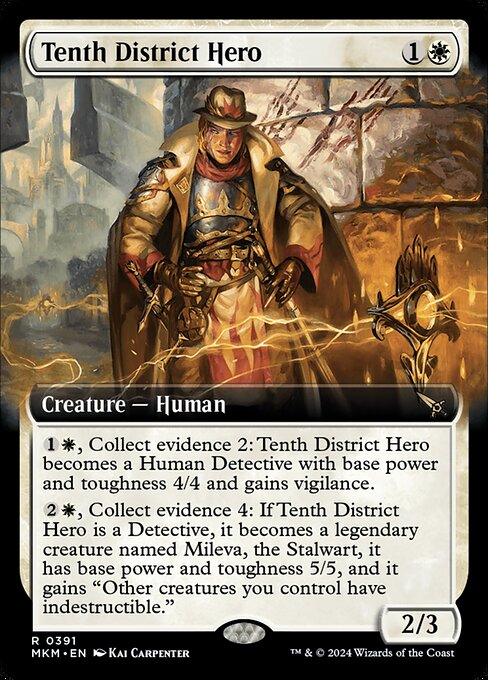 Tenth District Hero 1
Creature — Human
1, Collect evidence 2: Tenth District Hero
becomes a Human Detective with base power
and toughness 4/4 and gains vigilance.
2, Collect evidence 4: If Tenth District
Hero is a Detective, it becomes a legendary
creature named Mileva, the Stalwart, it
has base power and toughness 5/5, and it
gains “Other creatures you control have
indestructible.”
2/3
R 0391
MKM • EN Kai Carpenter
™ & © 2024 Wizards of the Coast